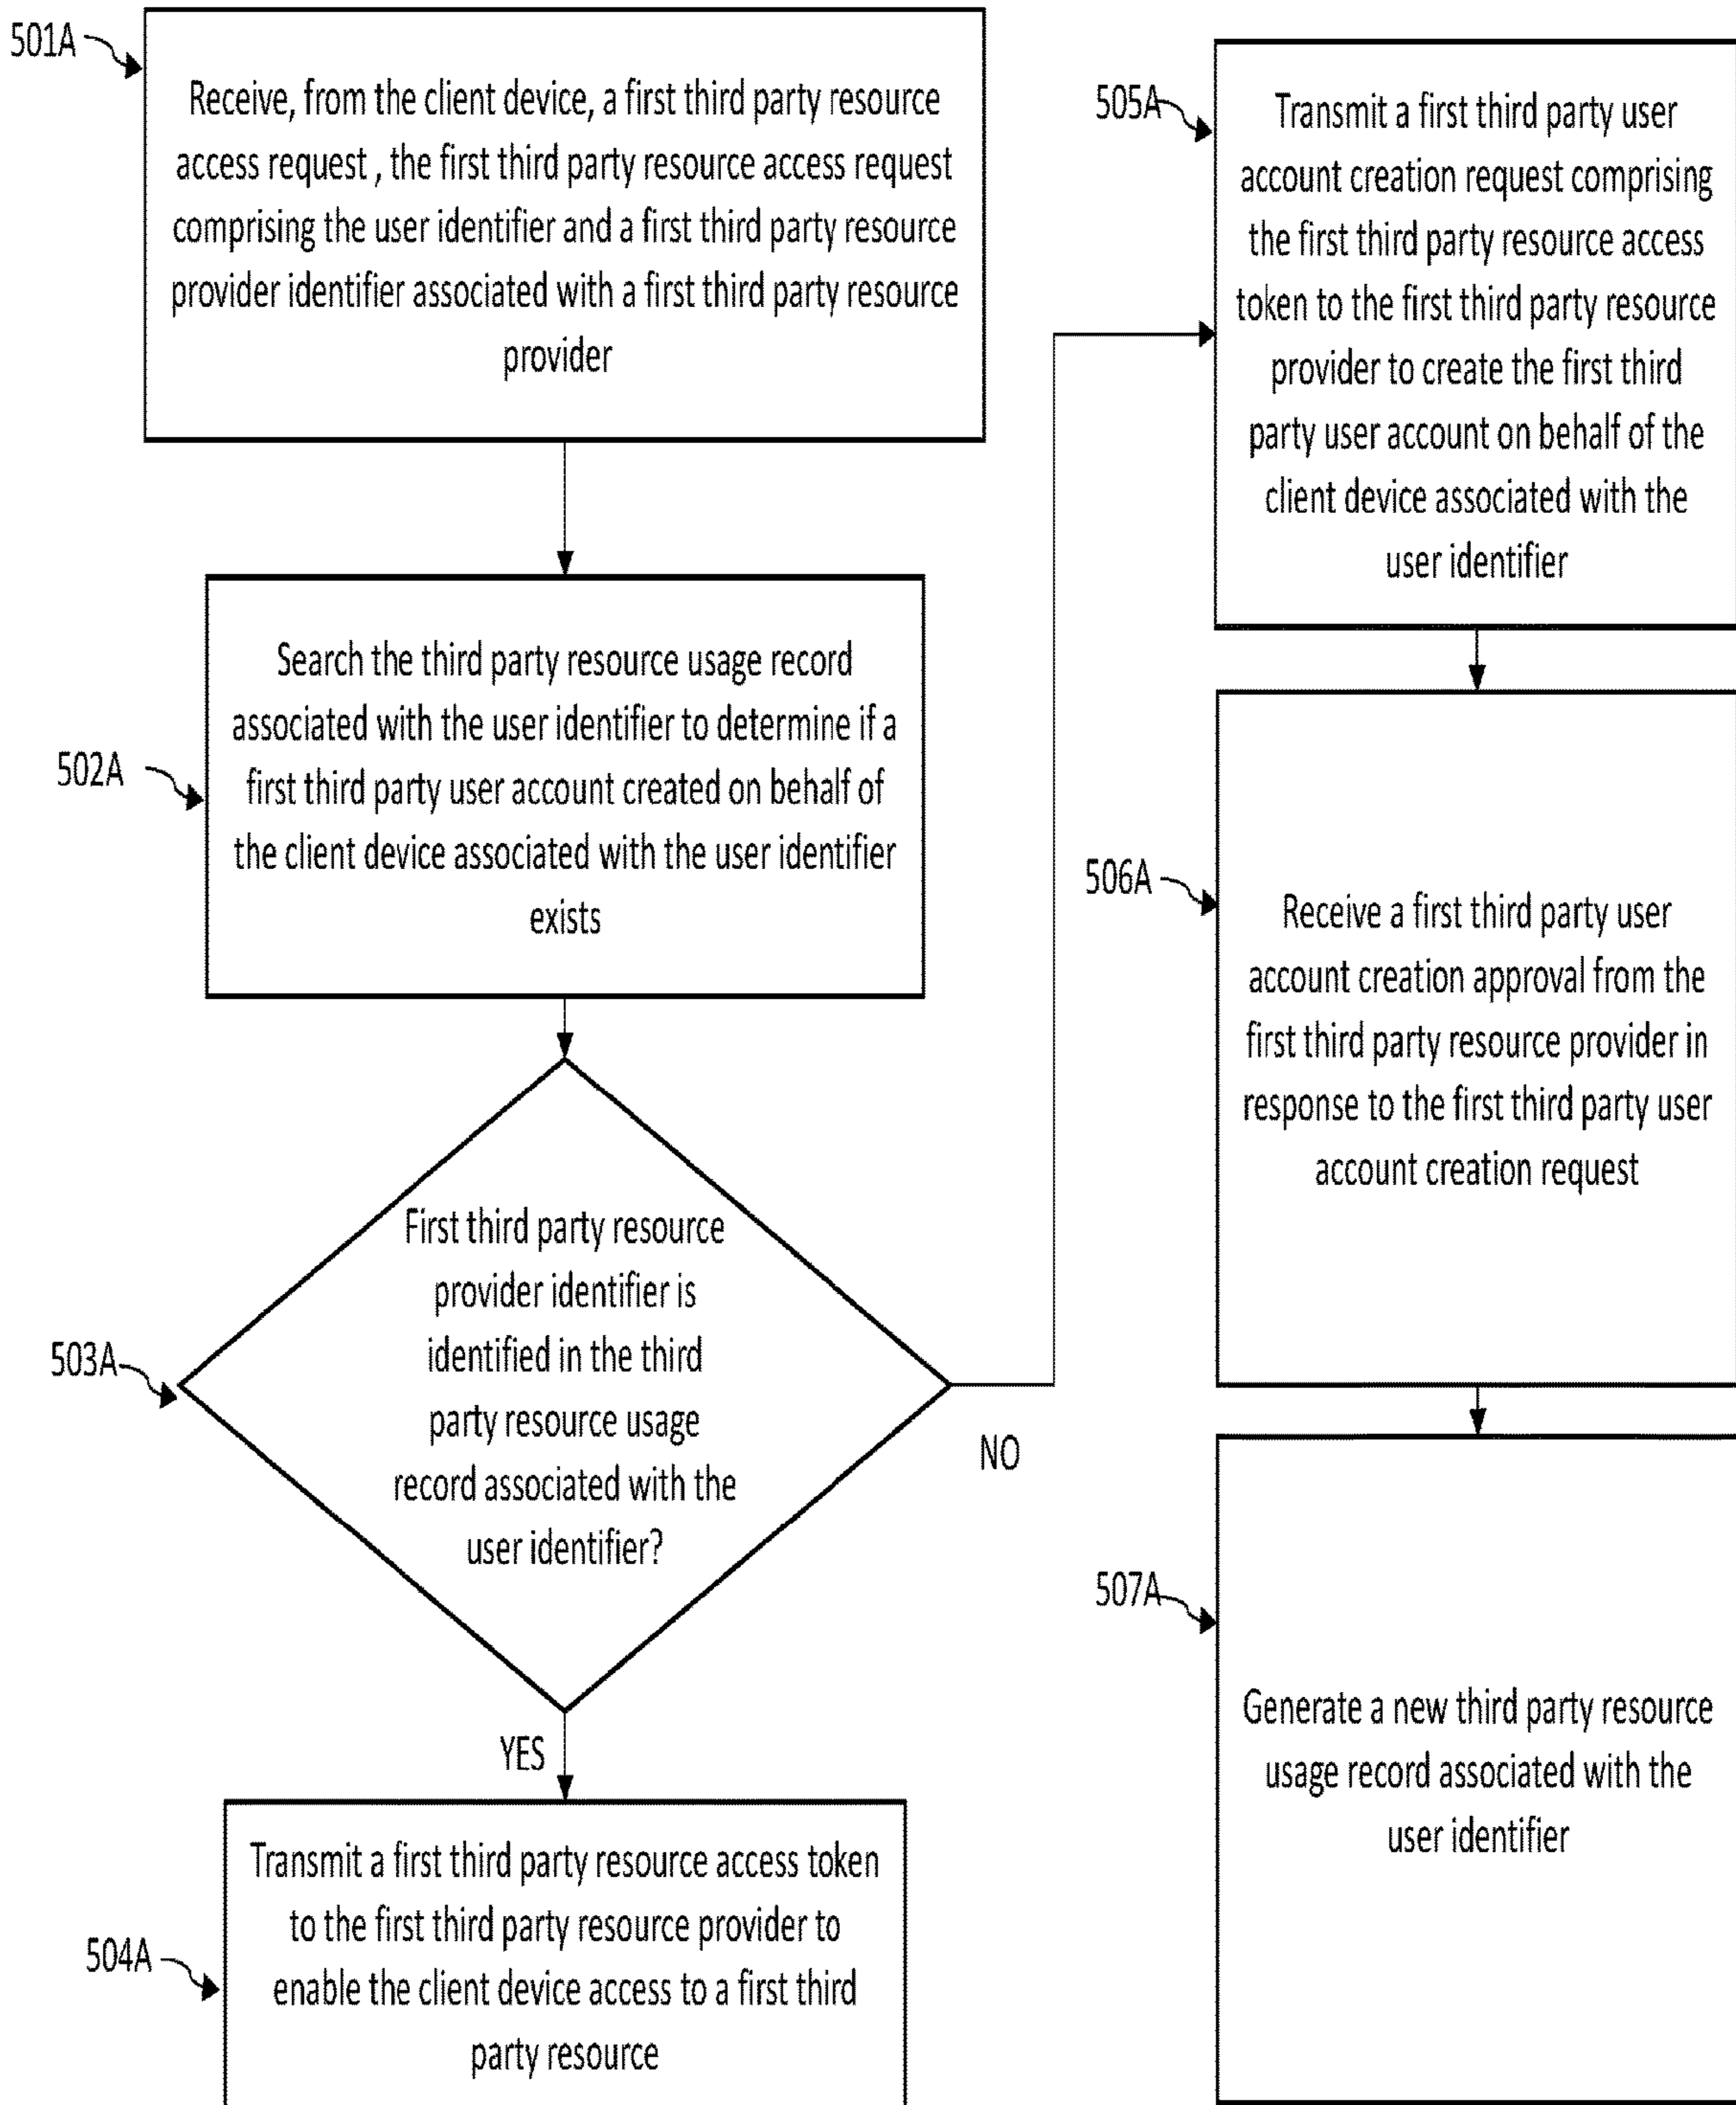 501A
Receive, from the client device, a first third party resource
access request , the first third party resource access request
comprising the user identifier and a first third party resource
provider identifier associated with a first third party resource
provider
502A
Search the third party resource usage record
associated with the user identifier to determine if a
first third party user account created on behalf of
the client device associated with the user identifier
exists
503A
First third party resource
provider identifier is
identified in the third
party resource usage
record associated with the
user identifier?
NO
YES
504A
Transmit a first third party resource access token
to the first third party resource provider to
enable the client device access to a first third
party resource
505A
Transmit a first third party user
account creation request comprising
the first third party resource access
token to the first third party resource
provider to create the first third
party user account on behalf of the
client device associated with the
user identifier
506A
Receive a first third party user
account creation approval from the
first third party resource provider in
response to the first third party user
account creation request
507A
Generate a new third party resource
usage record associated with the
user identifier